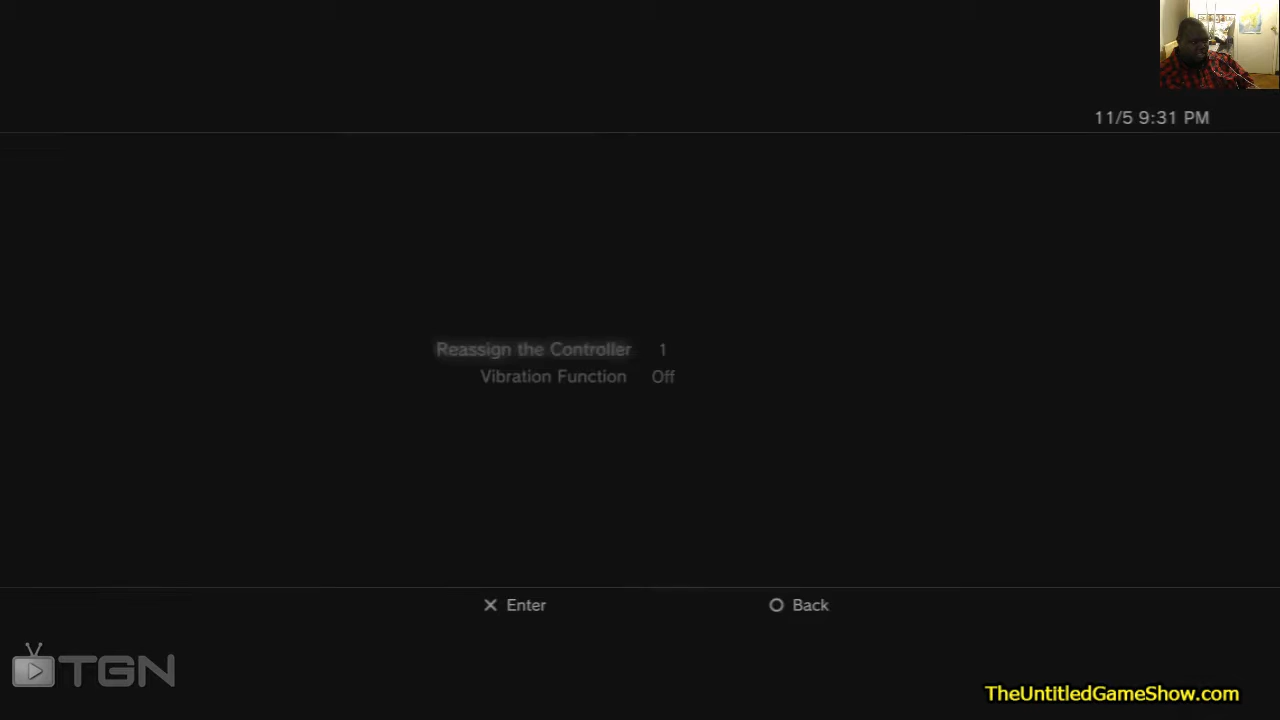 11/5 9:31 PM
Reassign the Controller 1
Vibration Function Off
X Enter
O Back
TGN
TheUntitledGameShow.com